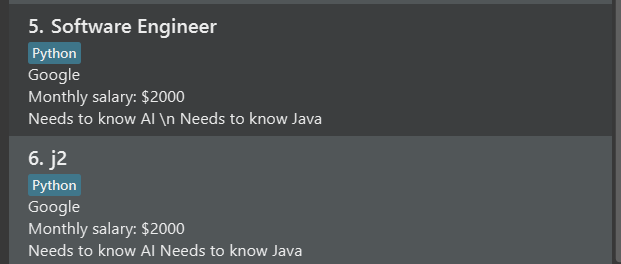 5. Software Engineer
Python
Google
Monthly salary: $2000
Needs to know AI \n Needs to know Java
6. j2
Python
Google
Monthly salary: $2000
Needs to know AI Needs to know Java